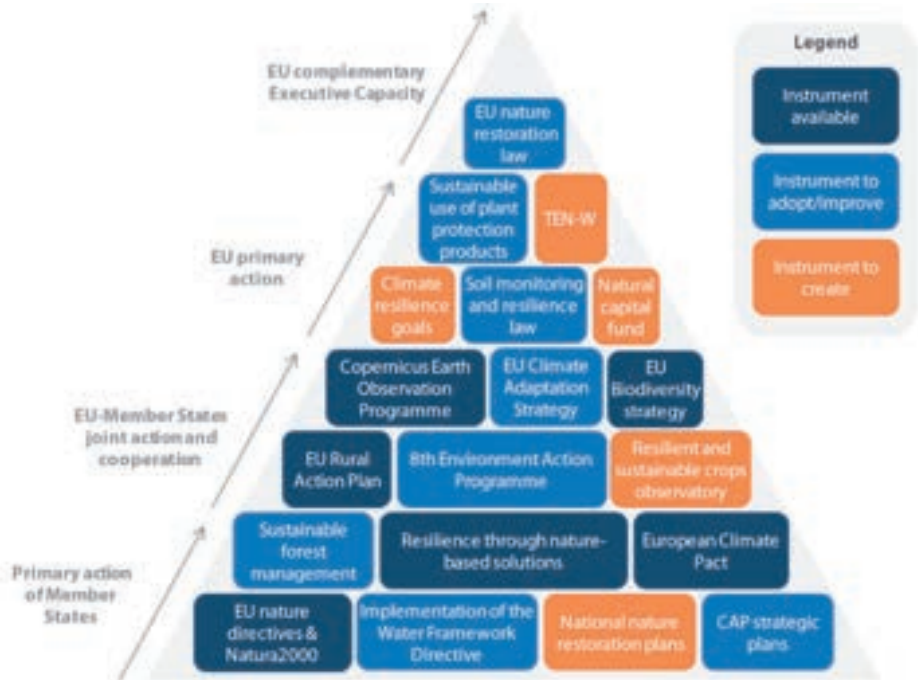 EU complementary
Executive Capacity
EU nature
restoration
law
Sustainable
use of plant
protection
products
TEN-W
EU primary
action
Climate
resilience
goals
Soil monitoring
and resilience
law
Natural
capital
fund
Copernicus Earth
Observation
Programme
EU Climate
Adaptation
Strategy
EU
Biodiversity
strategy
EU-Member States
joint action and
cooperation
EU Rural
Action Plan
8th Environment Action
Programme
Resilient and
sustainable crops
observatory
Sustainable
forest
management
Resilience through nature-
based solutions
European Climate
Pact
Primary action
of Member
States
EU nature
directives &
Natura2000
Implementation of the
Water Framework
Directive
National nature
restoration plans
CAP strategic
plans
Legend
Instrument
available
Instrument to
adopt/improve
Instrument to
create